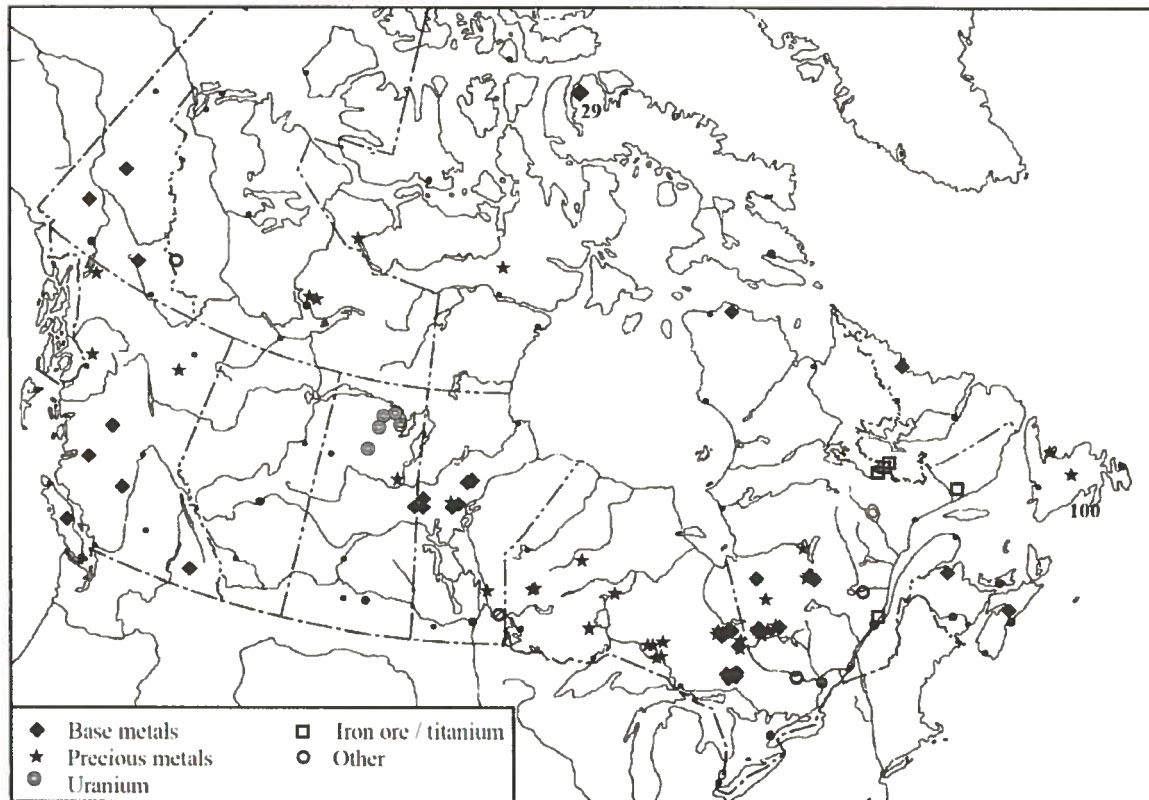 29
100
Base metals
Precious metals
Uranium
Iron ore / titanium
Other